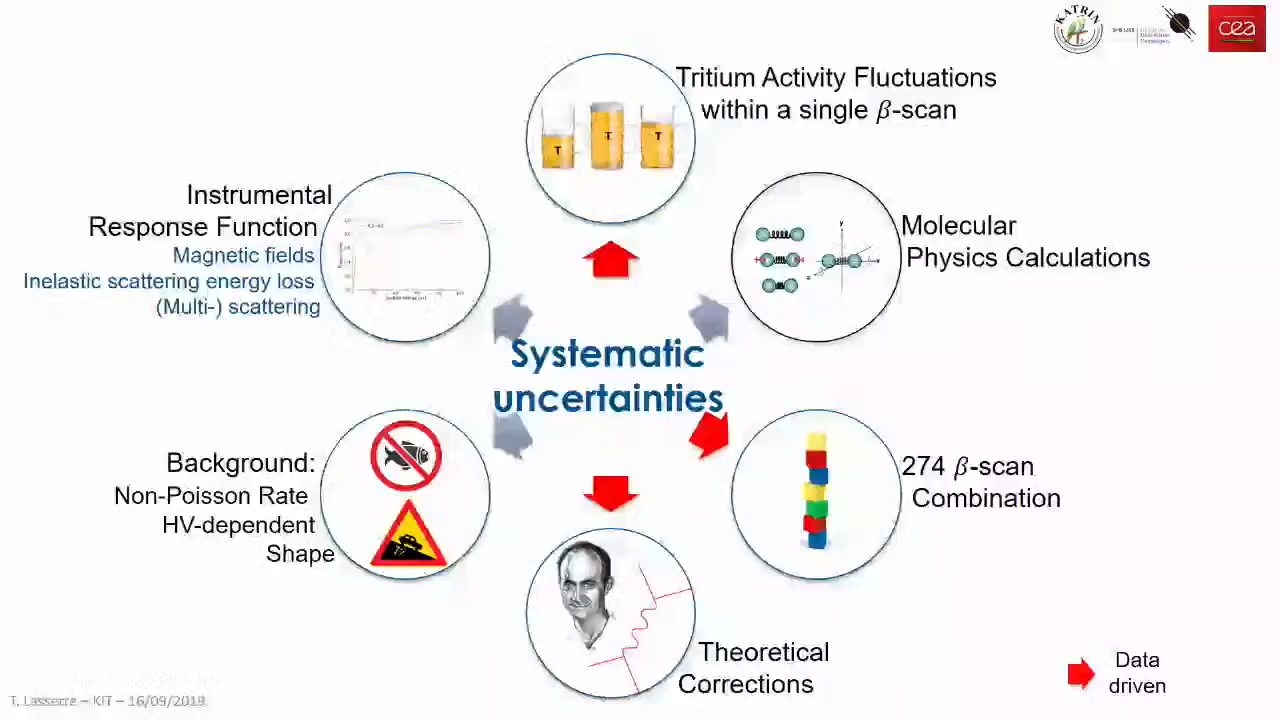 KATRIN
cea
Tritium Activity Fluctuations
within a single β-scan
T
T
T
Instrumental
Response Function
Magnetic fields
Inelastic scattering energy loss
(Multi-) scattering
Molecular
Physics Calculations
Systematic
uncertainties
Background:
Non-Poisson Rate
HV-dependent
Shape
274 β-scan
Combination
Theoretical
Corrections
Data
driven
T. Lasserre – KIT – 16/09/2019